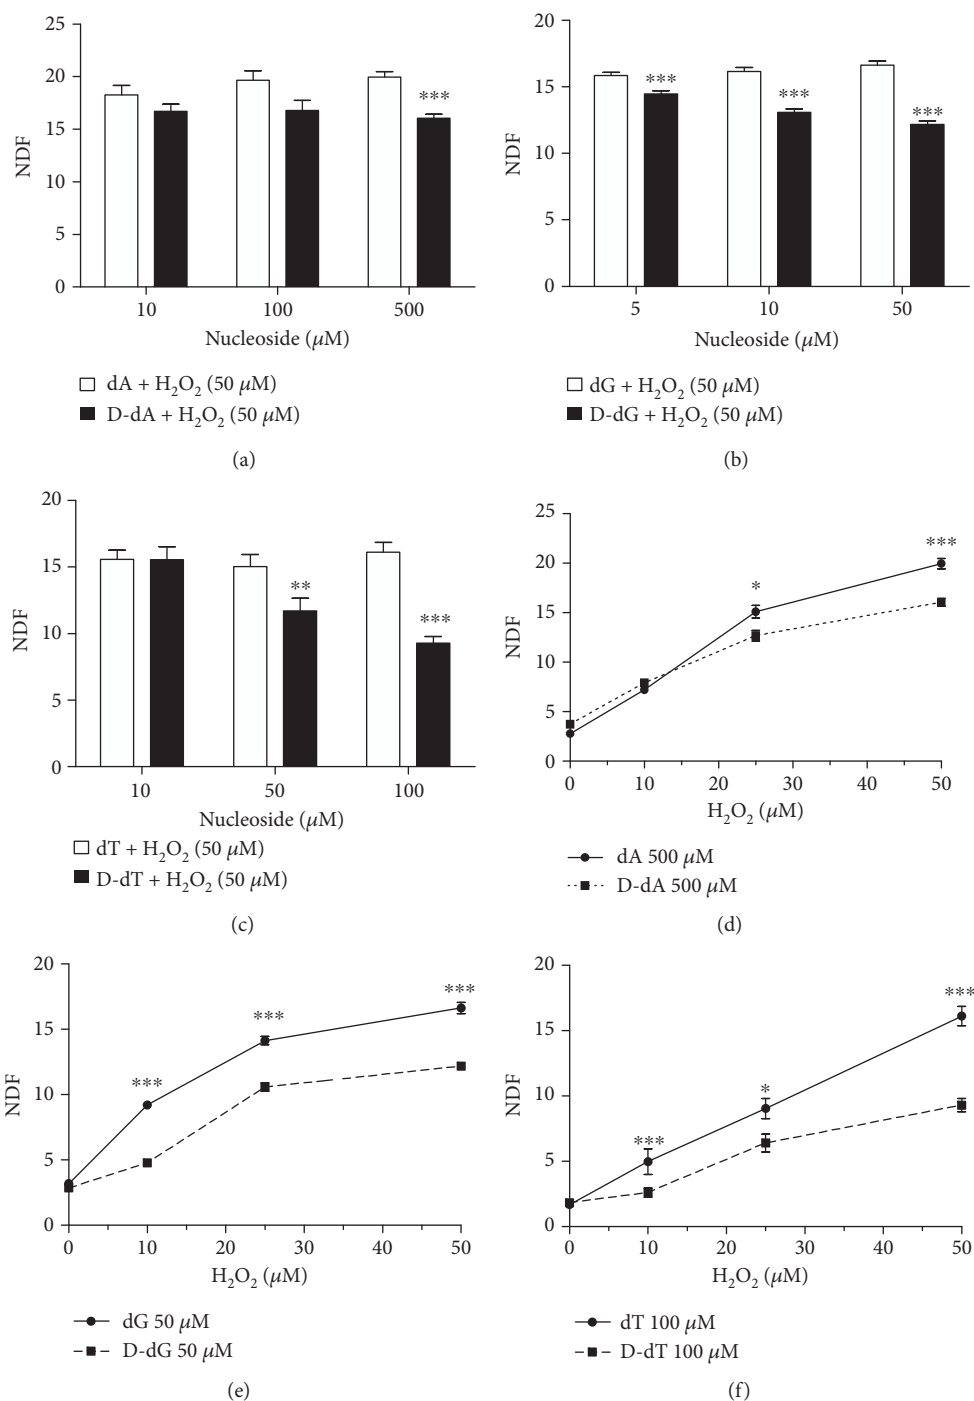 25
20
15
10
5
0
NDF
***
10 100 500
Nucleoside (μM)
dA + H₂O₂ (50 μM)
D-dA + H₂O₂ (50 μM)
(a)
20
15
10
5
0
NDF
***
***
***
5 10 50
Nucleoside (μM)
dG + H₂O₂ (50 μM)
D-dG + H₂O₂ (50 μM)
(b)
20
15
10
5
0
NDF
**
***
10 50 100
Nucleoside (μM)
dT + H₂O₂ (50 μM)
D-dT + H₂O₂ (50 μM)
(c)
25
20
15
10
5
0
NDF
*
***
0 10 20 30 40 50
H₂O₂ (μM)
dA 500 μM
D-dA 500 μM
(d)
20
15
10
5
0
NDF
***
***
***
0 10 20 30 40 50
H₂O₂ (μM)
dG 50 μM
D-dG 50 μM
(e)
20
15
10
5
0
NDF
***
*
***
0 10 20 30 40 50
H₂O₂ (μM)
dT 100 μM
D-dT 100 μM
(f)